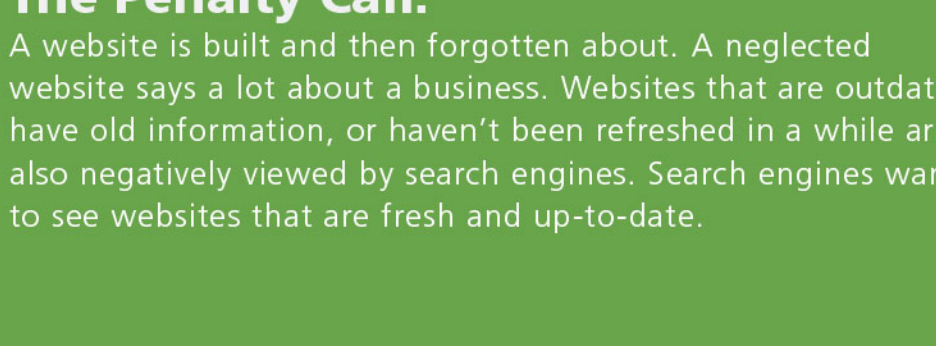 The Penalty Call:
A website is built and then forgotten about. A neglected
website says a lot about a business. Websites that are outdat
have old information, or haven't been refreshed in a while ar
also negatively viewed by search engines. Search engines wan
to see websites that are fresh and up-to-date.